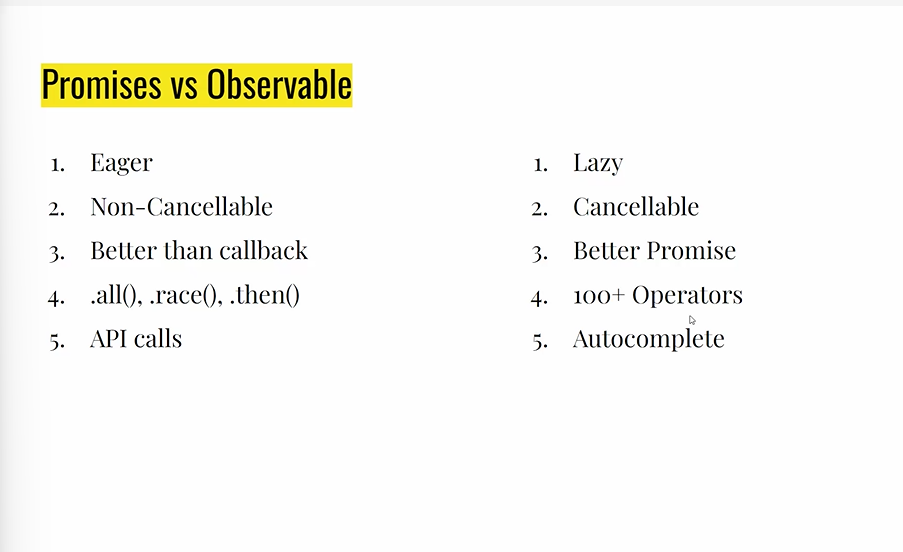 Promises vs Observable
1. Eager
2. Non-Cancellable
3. Better than callback
4. .all(), .race(), .then()
5. API calls
1. Lazy
2. Cancellable
3. Better Promise
4. 100+ Operators
5. Autocomplete